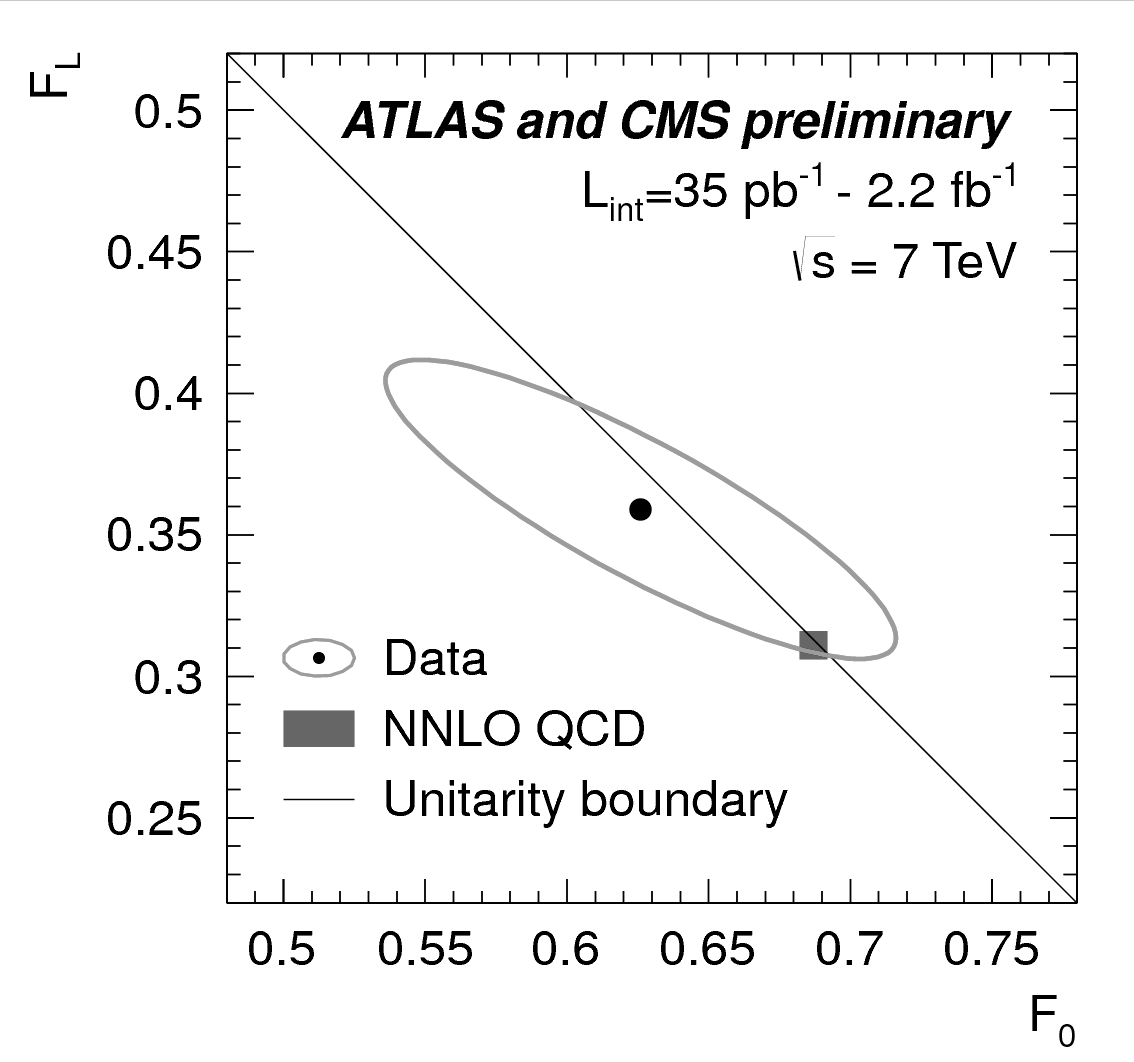 F_L
ATLAS and CMS preliminary
L_int=35 pb^-1 - 2.2 fb^-1
√s = 7 TeV
0.5
0.45
0.4
0.35
0.3
0.25
Data
NNLO QCD
Unitarity boundary
0.5 0.55 0.6 0.65 0.7 0.75
F_0